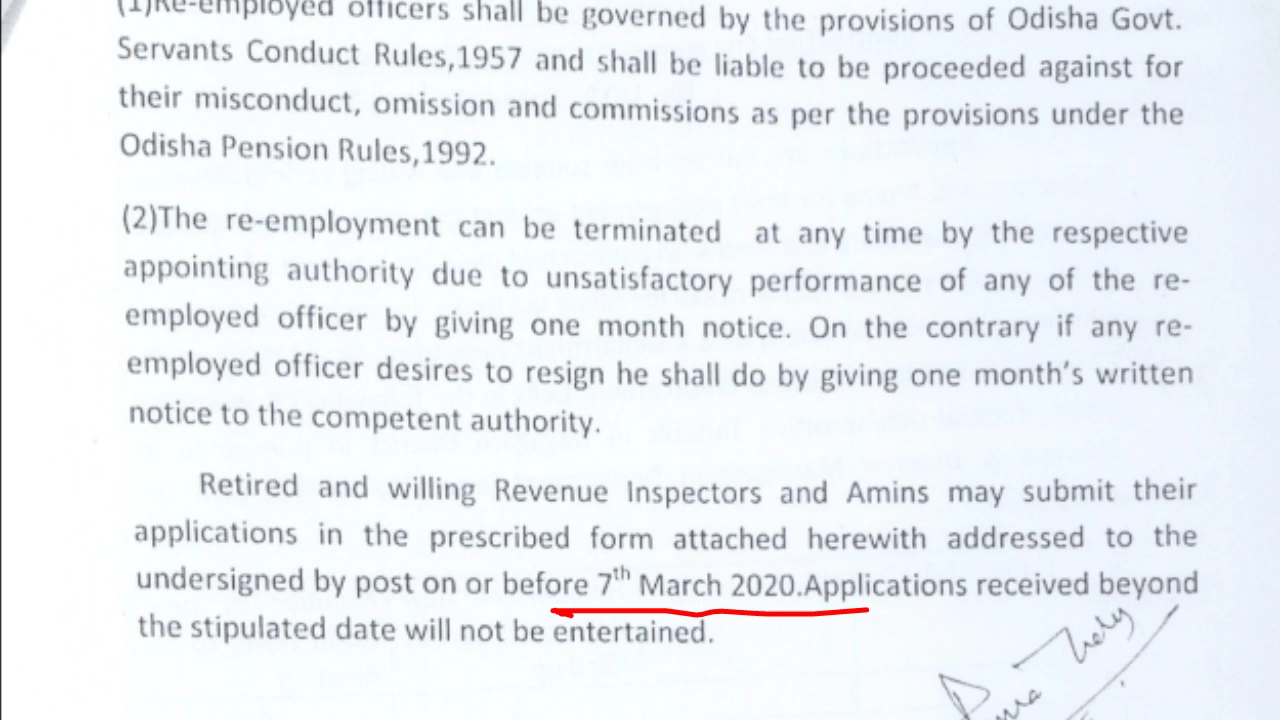 (1)Re-employed officers shall be governed by the provisions of Odisha Govt.
Servants Conduct Rules,1957 and shall be liable to be proceeded against for
their misconduct, omission and commissions as per the provisions under the
Odisha Pension Rules,1992.
(2)The re-employment can be terminated at any time by the respective
appointing authority due to unsatisfactory performance of any of the re-
employed officer by giving one month notice. On the contrary if any re-
employed officer desires to resign he shall do by giving one month's written
notice to the competent authority.
Retired and willing Revenue Inspectors and Amins may submit their
applications in the prescribed form attached herewith addressed to the
undersigned by post on or before 7th March 2020.Applications received beyond
the stipulated date will not be entertained.